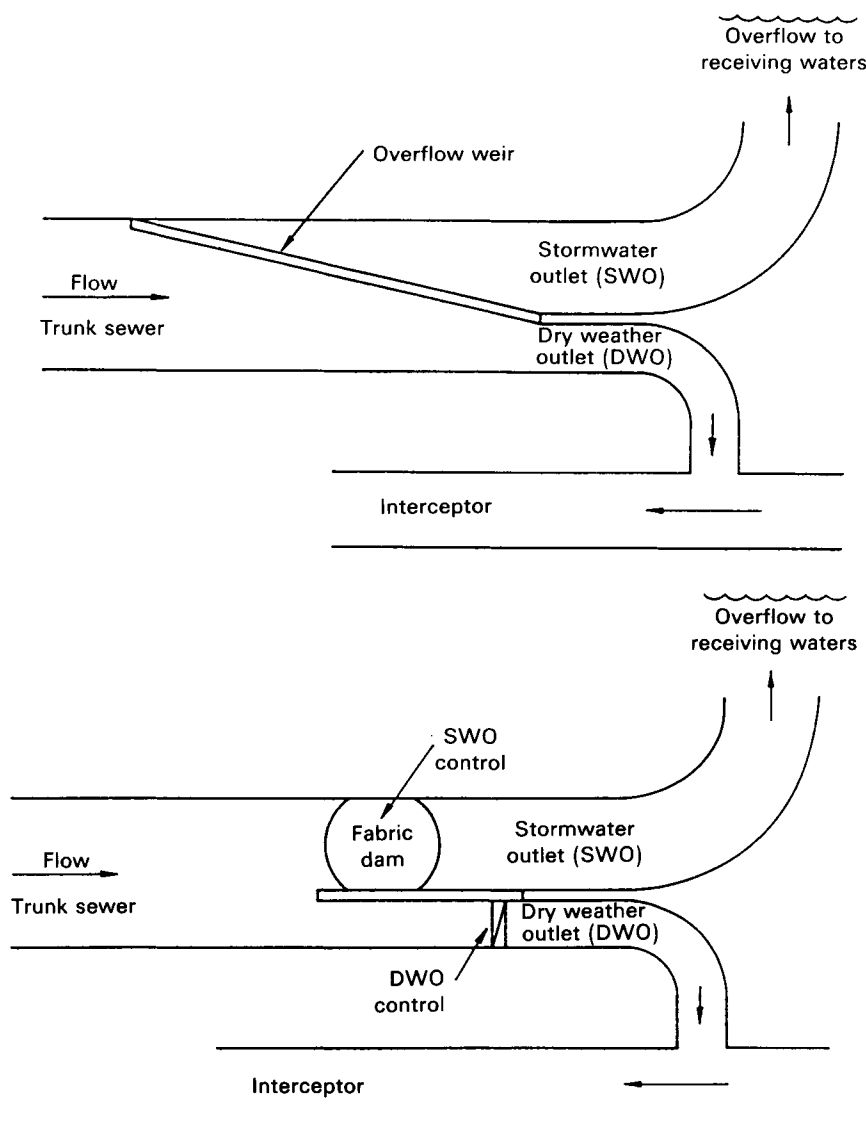 Overflow to
receiving waters
Overflow weir
Stormwater
outlet (SWO)
Flow
Trunk sewer
Dry weather
outlet (DWO)
Interceptor
Overflow to
receiving waters
SWO
control
Fabric
dam
Stormwater
outlet (SWO)
Flow
Trunk sewer
Dry weather
outlet (DWO)
DWO
control
Interceptor